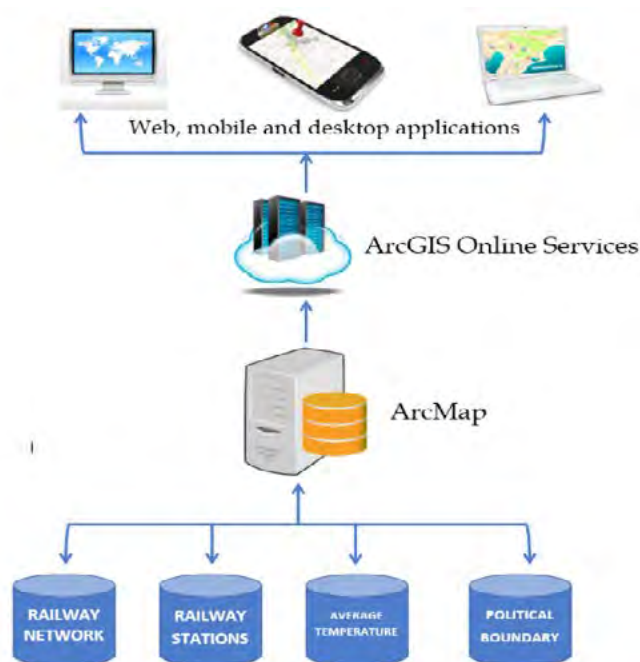 Web, mobile and desktop applications
ArcGIS Online Services
ArcMap
RAILWAY
NETWORK
RAILWAY
STATIONS
AVERAGE
TEMPERATURE
POLITICAL
BOUNDARY